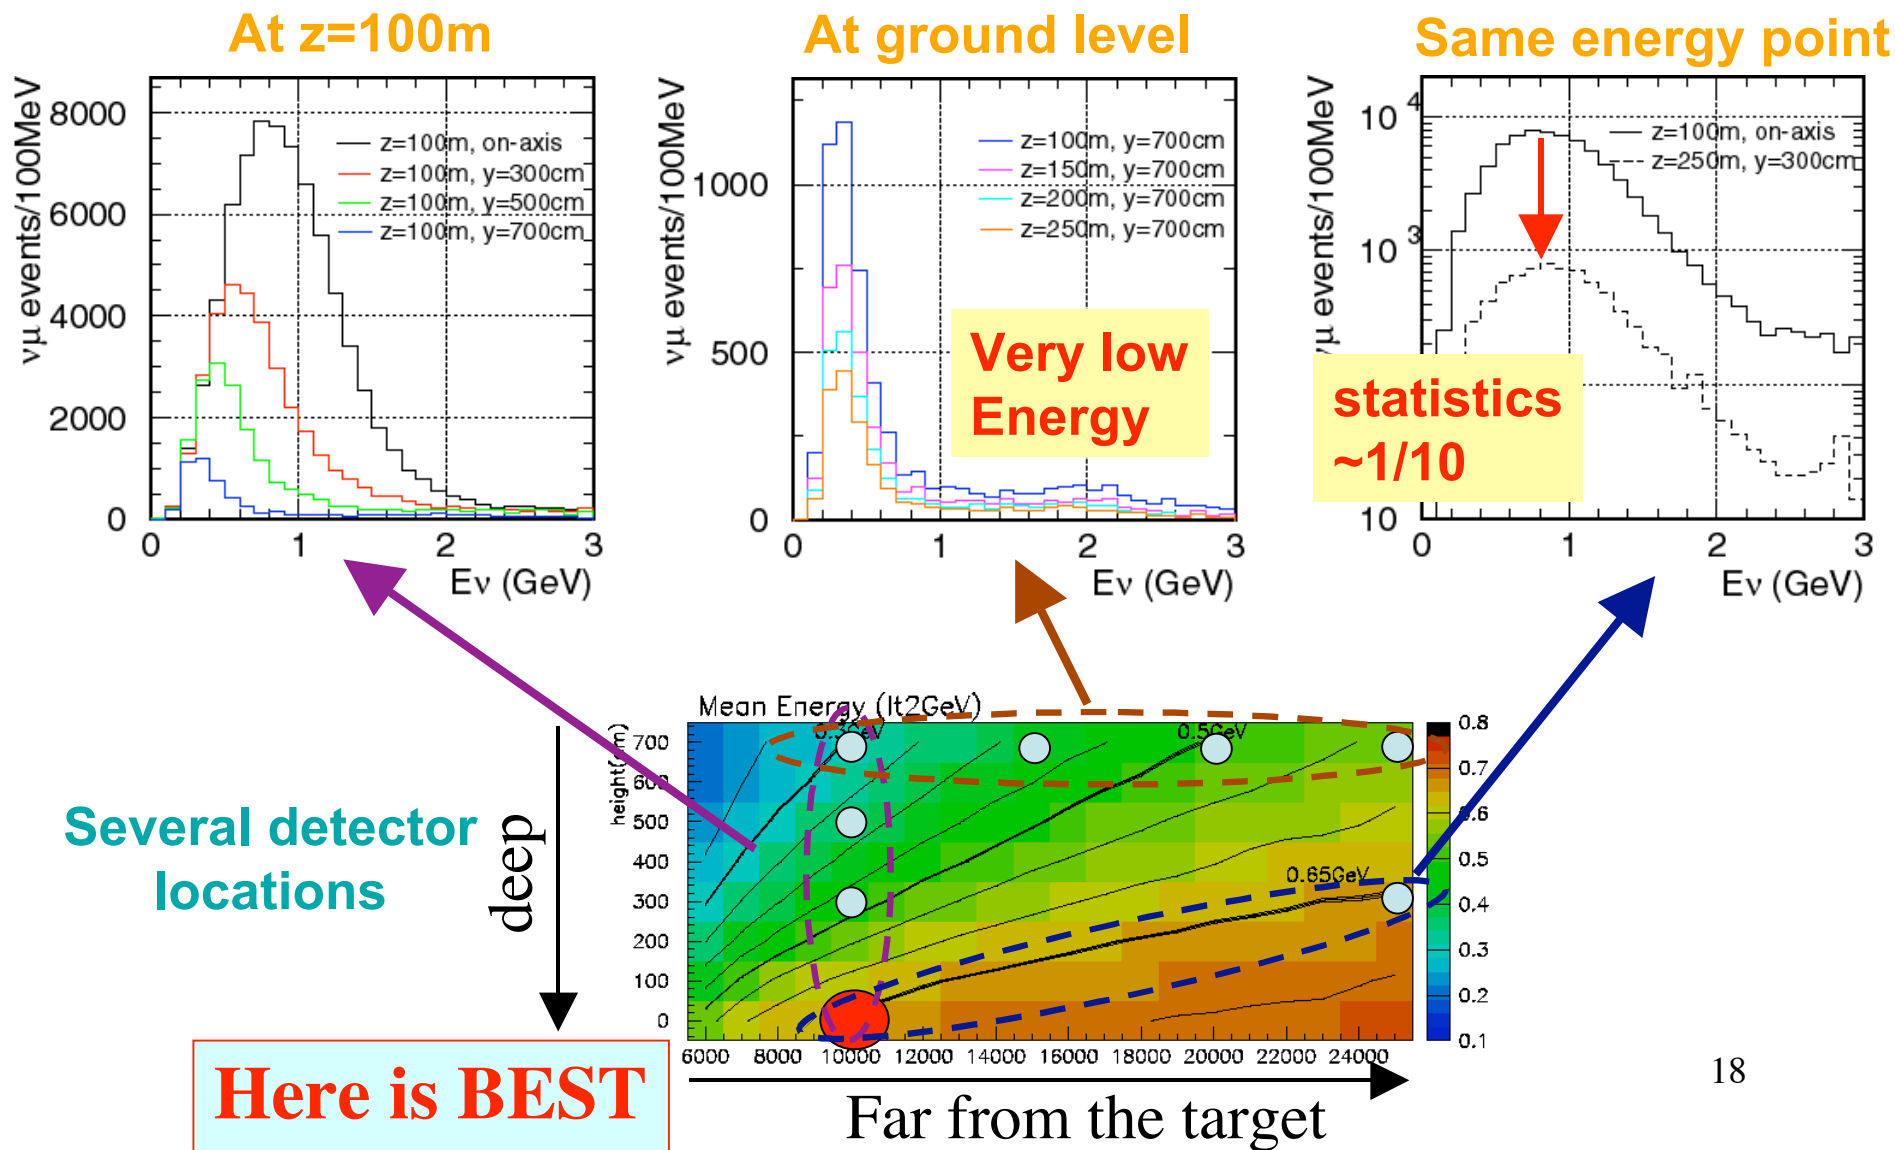 At z=100m
νμ events/100MeV
8000
6000
4000
2000
0
z=100m, on-axis
z=100m, y=300cm
z=100m, y=500cm
z=100m, y=700cm
0 1 2 3
Eν (GeV)
At ground level
νμ events/100MeV
1000
500
0
z=100m, y=700cm
z=150m, y=700cm
z=200m, y=700cm
z=250m, y=700cm
Very low
Energy
0 1 2 3
Eν (GeV)
Same energy point
νμ events/100MeV
10 4
10 3
10
z=100m, on-axis
z=250m, y=300cm
statistics
~1/10
0 1 2 3
Eν (GeV)
Several detector
locations
deep
Here is BEST
Mean Energy (lt2GeV)
height(cm)
700
600
500
400
300
200
100
0
0.3GeV
0.5GeV
0.65GeV
0.8
0.7
0.6
0.5
0.4
0.3
0.2
0.1
6000 8000 10000 12000 14000 16000 18000 20000 22000 24000
Far from the target
18